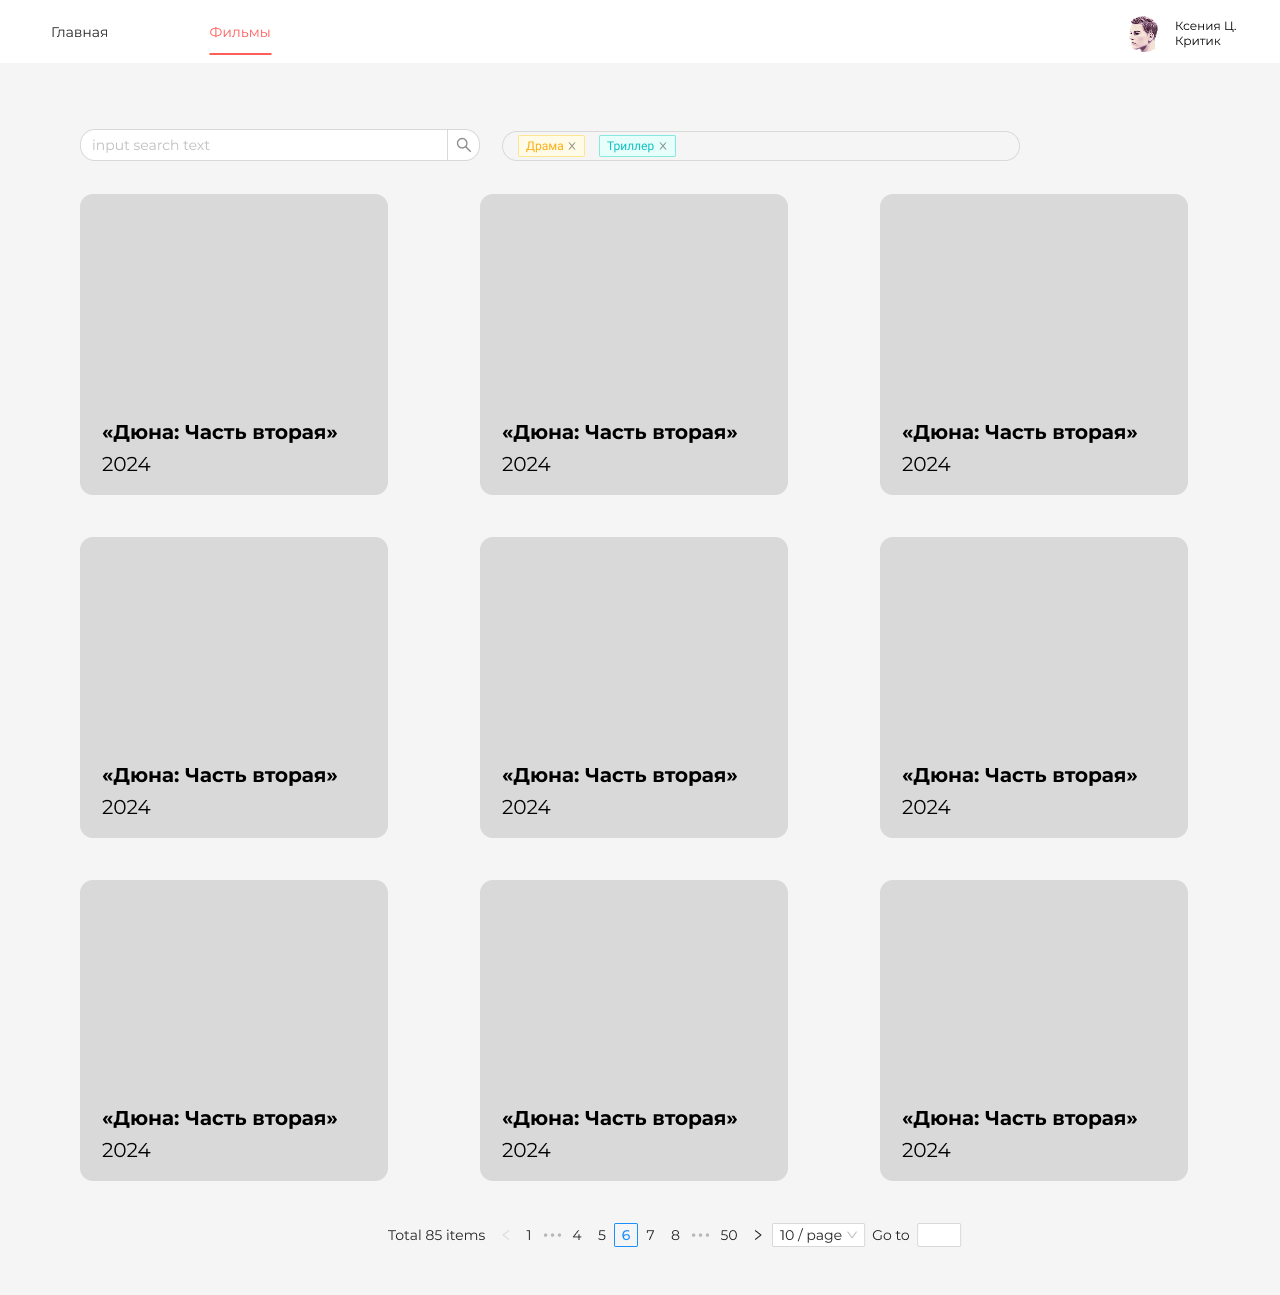 Главная Фильмы Ксения Ц.
Критик
input search text Драма Триллер
«Дюна: Часть вторая» «Дюна: Часть вторая» «Дюна: Часть вторая»
2024 2024 2024
«Дюна: Часть вторая» «Дюна: Часть вторая» «Дюна: Часть вторая»
2024 2024 2024
«Дюна: Часть вторая» «Дюна: Часть вторая» «Дюна: Часть вторая»
2024 2024 2024
Total 85 items 1 ••• 4 5 6 7 8 ••• 50 10 / page Go to